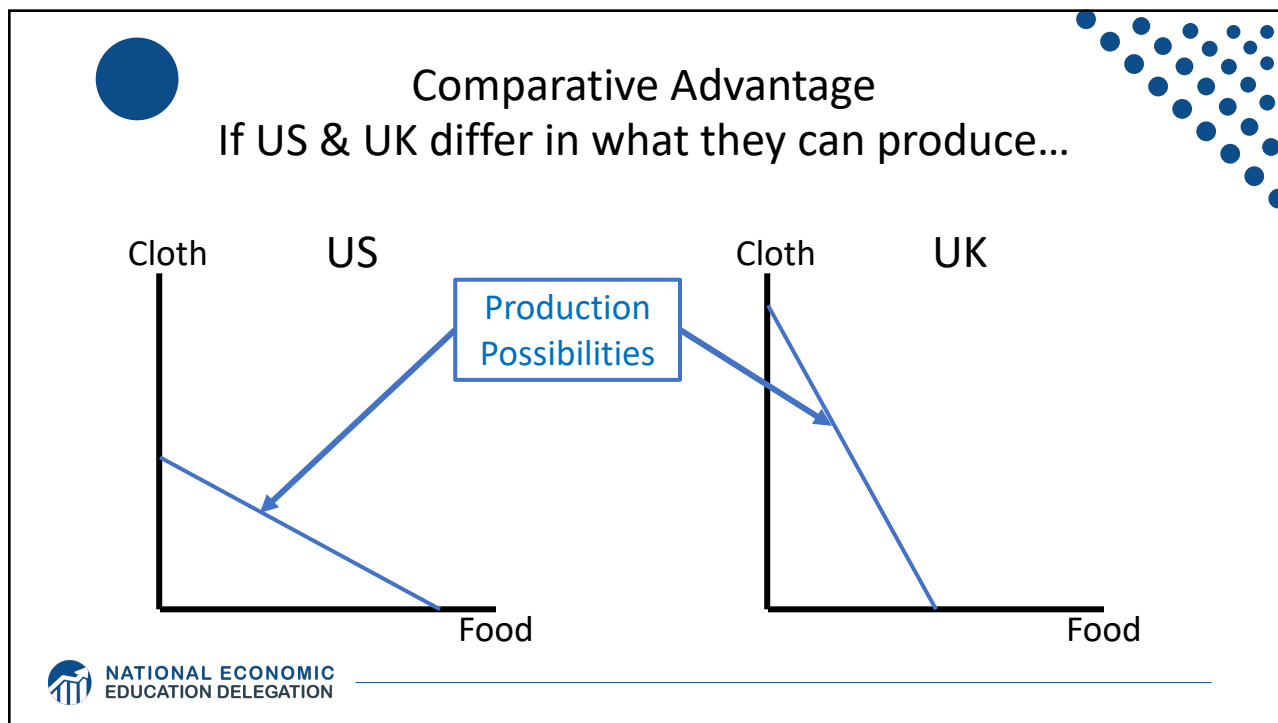 Comparative Advantage
If US & UK differ in what they can produce…
Cloth
US
Cloth
UK
Production
Possibilities
Food
Food
NATIONAL ECONOMIC
EDUCATION DELEGATION